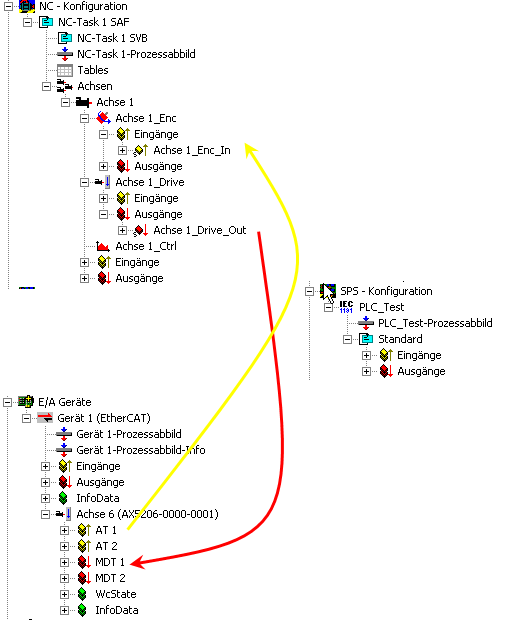 NC - Konfiguration
NC-Task 1 SAF
NC-Task 1 SVB
NC-Task 1-Prozessabbild
Tables
Achsen
Achse 1
Achse 1_Enc
Eingänge
Achse 1_Enc_In
Ausgänge
Achse 1_Drive
Eingänge
Ausgänge
Achse 1_Drive_Out
Achse 1_Ctrl
Eingänge
Ausgänge
SPS - Konfiguration
IEC 1131 PLC_Test
PLC_Test-Prozessabbild
Standard
Eingänge
Ausgänge
E/A Geräte
Gerät 1 (EtherCAT)
Gerät 1-Prozessabbild
Gerät 1-Prozessabbild-Info
Eingänge
Ausgänge
InfoData
Achse 6 (AX5206-0000-0001)
AT 1
AT 2
MDT 1
MDT 2
WcState
InfoData